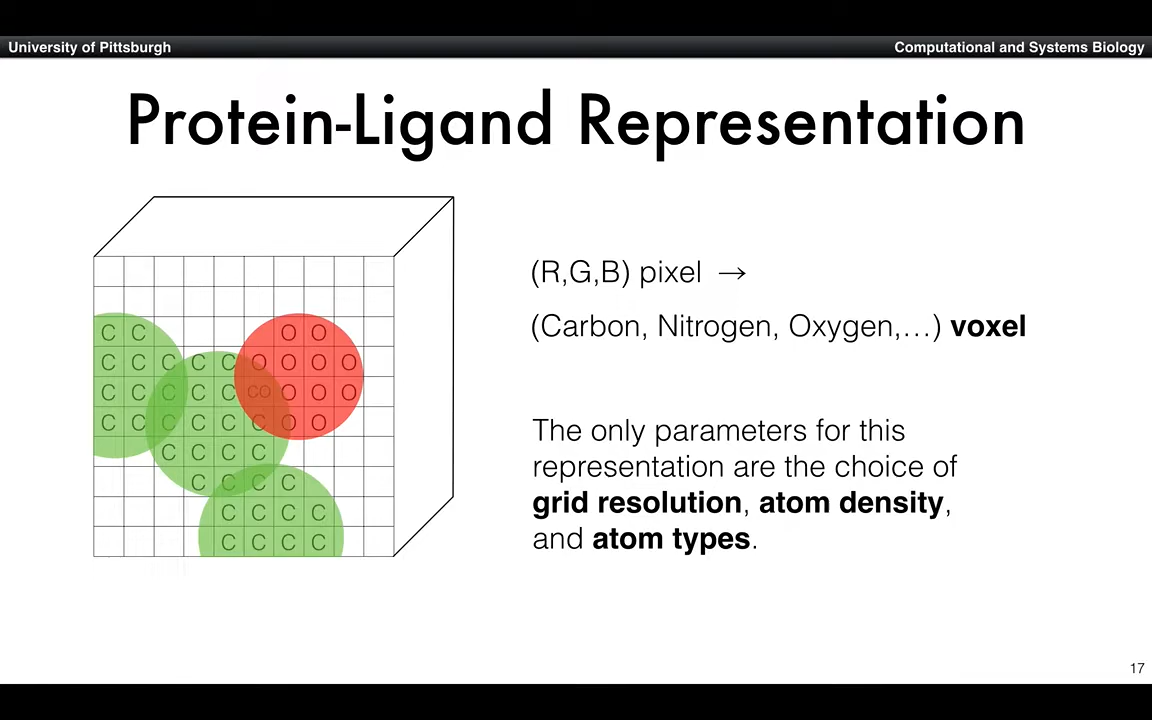 University of Pittsburgh
Computational and Systems Biology
Protein-Ligand Representation
C C O O
C C C C C O O O O
C C C C C CO O O O
C C C C C C O O
C C C C
C C C C
C C C C
C C C C
(R,G,B) pixel →
(Carbon, Nitrogen, Oxygen,…) voxel
The only parameters for this
representation are the choice of
grid resolution, atom density,
and atom types.
17